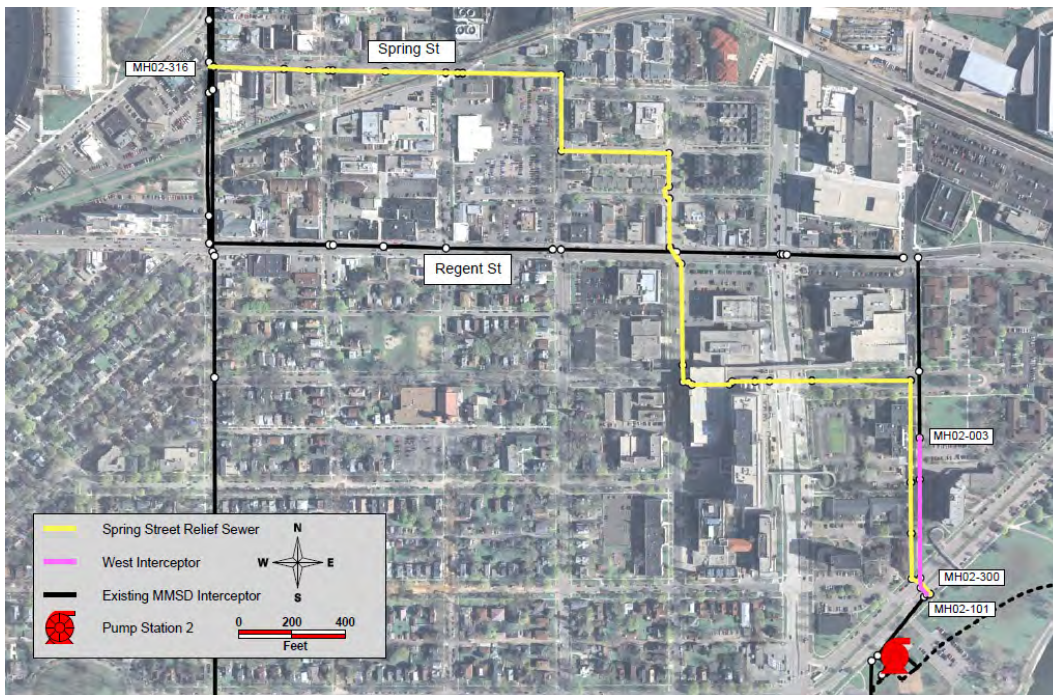 Spring St
MH02-316
Regent St
MH02-003
MH02-300
MH02-101
Spring Street Relief Sewer
West Interceptor
Existing MMSD Interceptor
Pump Station 2
N
W E
S
0 200 400
Feet